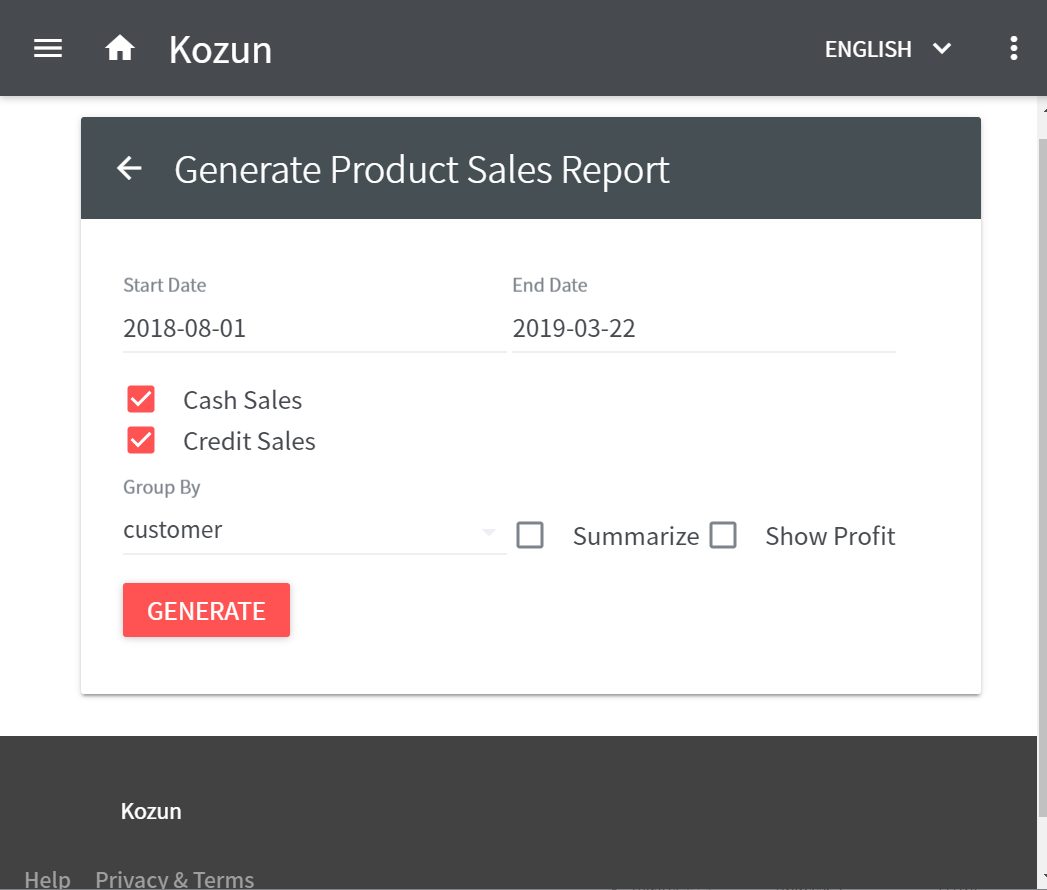 Kozun ENGLISH
Generate Product Sales Report
Start Date End Date
2018-08-01 2019-03-22
Cash Sales
Credit Sales
Group By
customer Summarize Show Profit
GENERATE
Kozun
Help Privacy & Terms